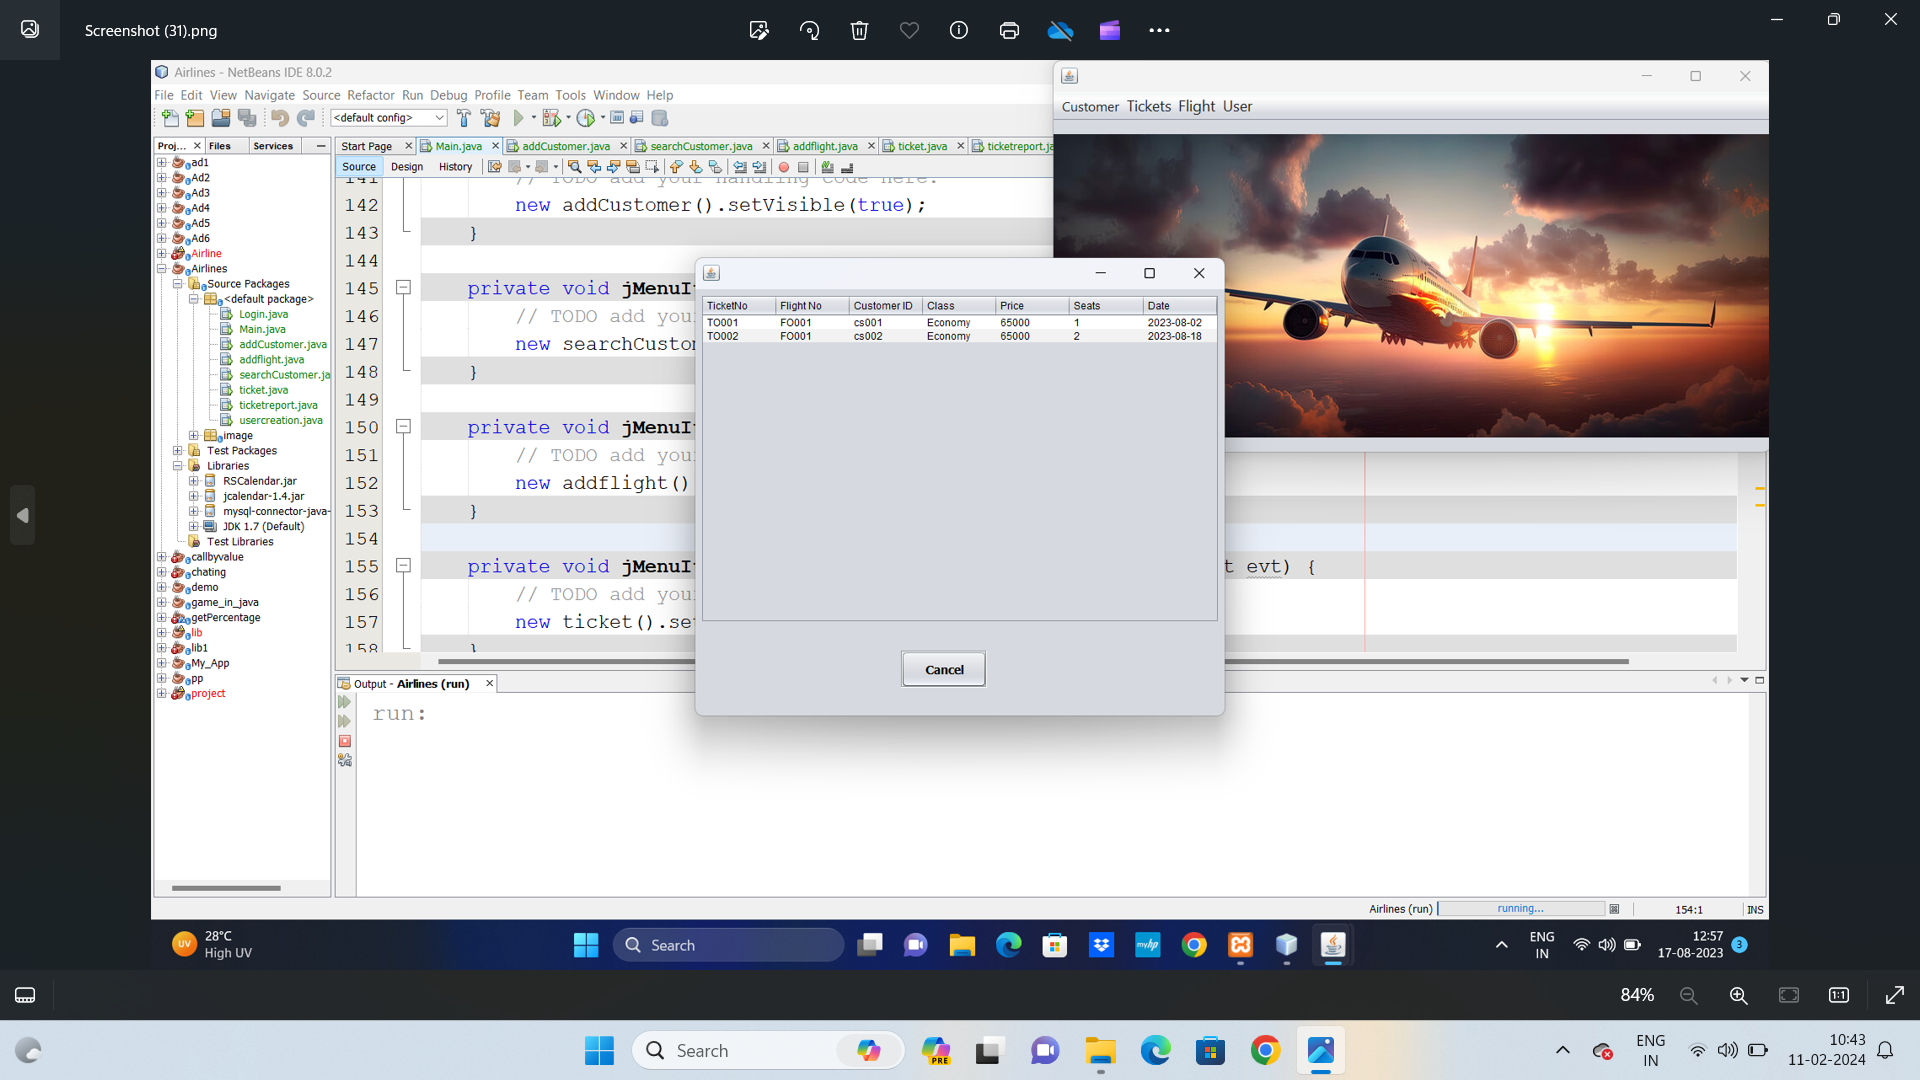 Screenshot (31).png
Airlines - NetBeans IDE 8.0.2
File Edit View Navigate Source Refactor Run Debug Profile Team Tools Window Help
<default config>
Proj... Files Services
ad1
Ad2
Ad3
Ad4
Ad5
Ad6
Airline
Airlines
Source Packages
<default package>
Login.java
Main.java
addCustomer.java
addflight.java
searchCustomer.ja
ticket.java
ticketreport.java
usercreation.java
image
Test Packages
Libraries
RSCalendar.jar
jcalendar-1.4.jar
mysql-connector-java-
JDK 1.7 (Default)
Test Libraries
callbyvalue
chating
demo
game_in_java
getPercentage
lib
lib1
My_App
pp
project
Start Page Main.java addCustomer.java searchCustomer.java addflight.java ticket.java ticketreport.ja
Source Design History
141 // TODO add your handling code here:
142 new addCustomer().setVisible(true);
143 }
144
145 private void jMenuI
146 // TODO add you
147 new searchCusto
148 }
149
150 private void jMenuI
151 // TODO add you
152 new addflight()
153 }
154
155 private void jMenuI t evt) {
156 // TODO add you
157 new ticket().se
158 }
Customer Tickets Flight User
TicketNo Flight No Customer ID Class Price Seats Date
TO001 FO001 cs001 Economy 65000 1 2023-08-02
TO002 FO001 cs002 Economy 65000 2 2023-08-18
Cancel
Output - Airlines (run)
run:
Airlines (run) running... 154:1 INS
UV
28°C
High UV
Search
myhp
ENG
IN
12:57
17-08-2023
3
84%
1:1
Search
PRE
ENG
IN
10:43
11-02-2024